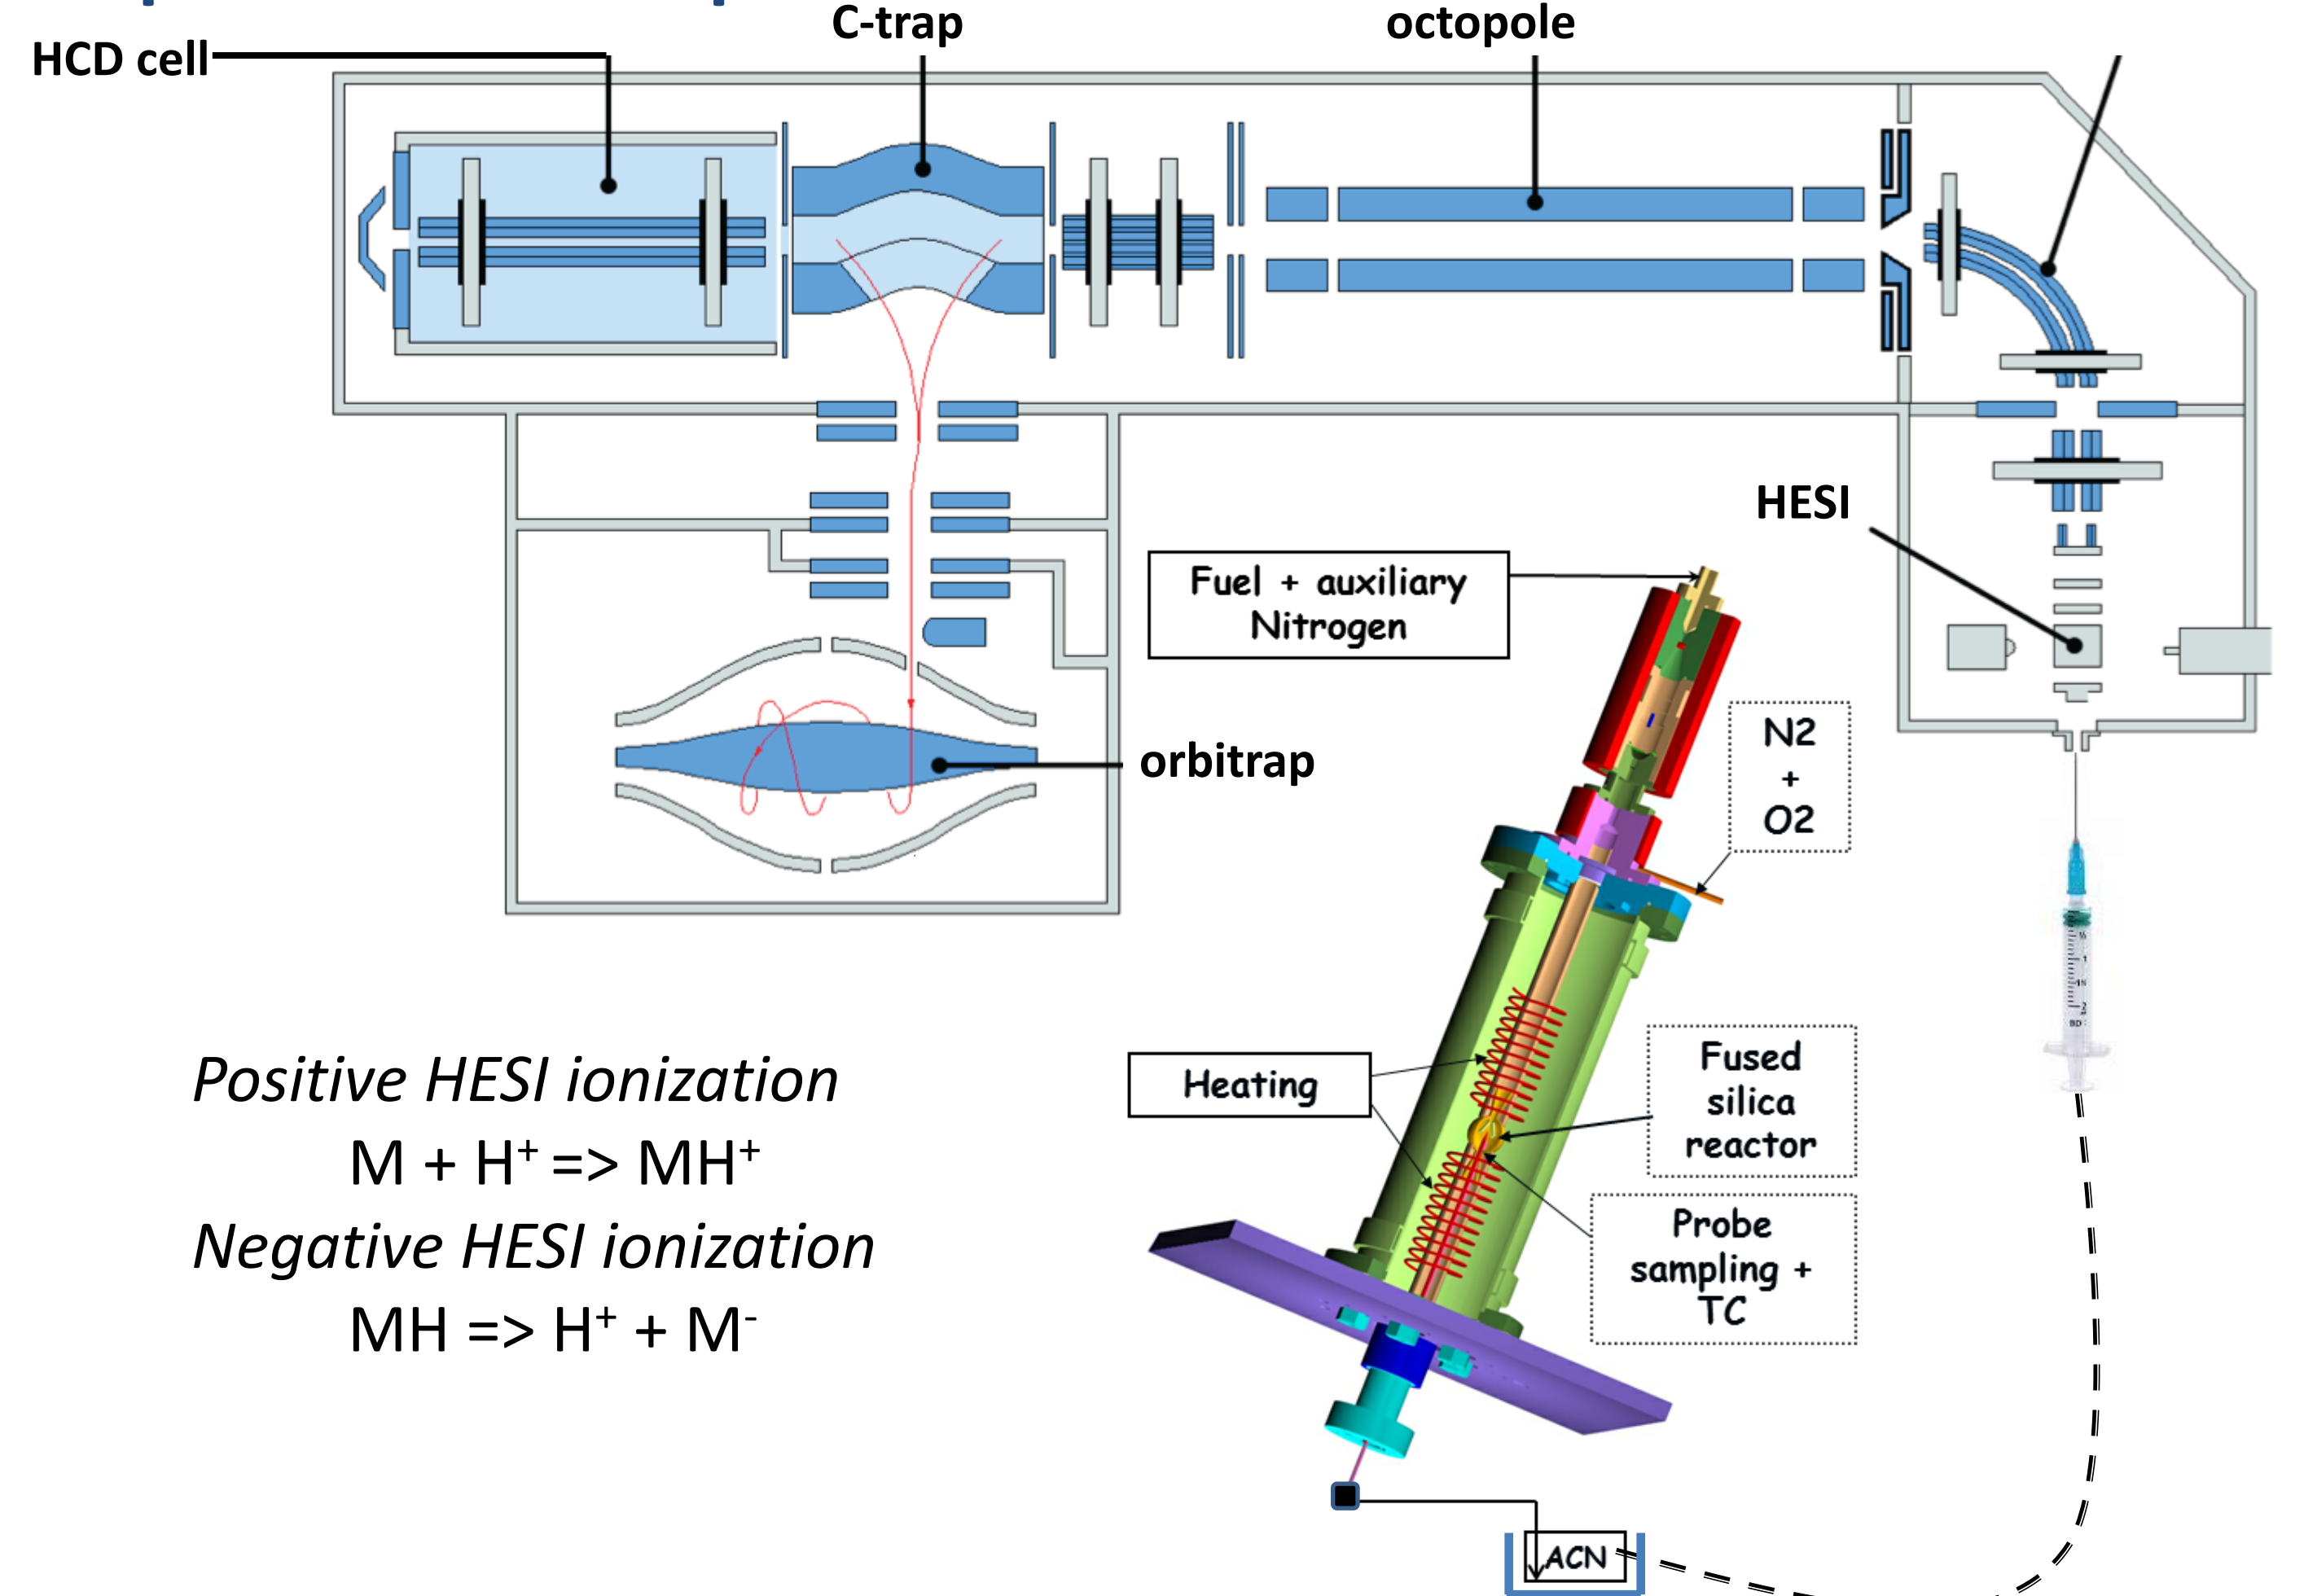 C-trap
octopole
HCD cell
HESI
Fuel + auxiliary
Nitrogen
N2
+
O2
orbitrap
Positive HESI ionization
M + H⁺ => MH⁺
Negative HESI ionization
MH => H⁺ + M⁻
Heating
Fused
silica
reactor
Probe
sampling +
TC
BD
ACN